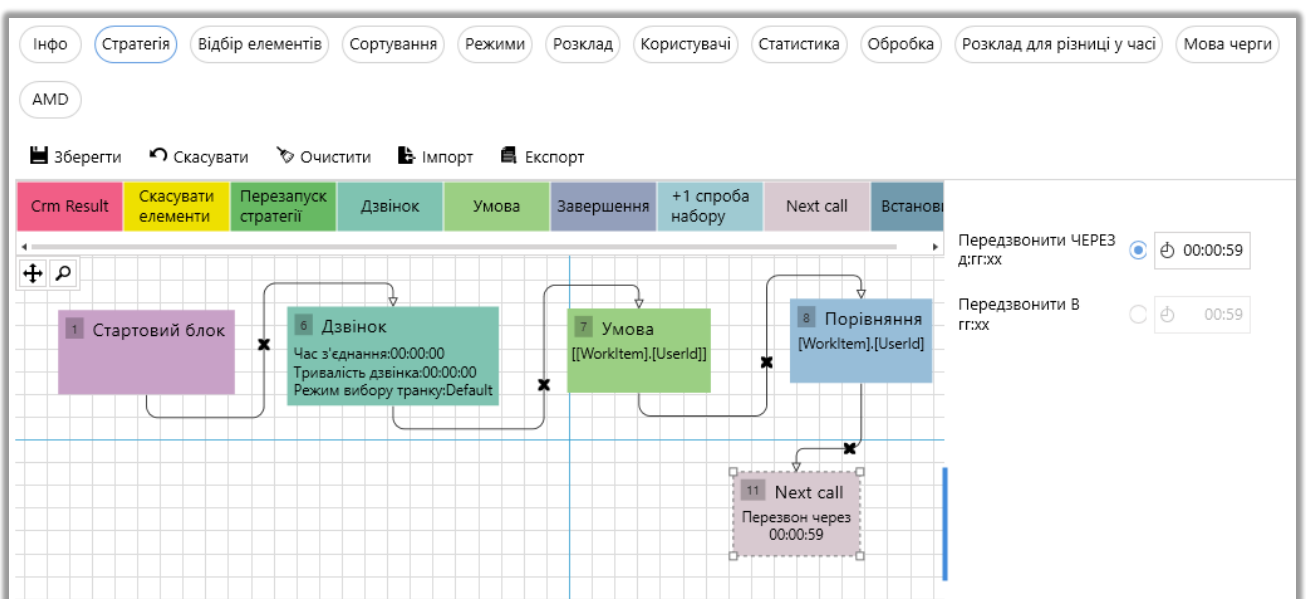 Інфо
Стратегія
Відбір елементів
Сортування
Режими
Розклад
Користувачі
Статистика
Обробка
Розклад для різниці у часі
Мова черги
AMD
Зберегти
Скасувати
Очистити
Імпорт
Експорт
Crm Result
Скасувати
елементи
Перезапуск
стратегії
Дзвінок
Умова
Завершення
+1 спроба
набору
Next call
Встанови
Передзвонити ЧЕРЕЗ
д:гг:хх
00:00:59
Передзвонити В
гг:хх
00:59
1 Стартовий блок
6 Дзвінок
Час з'єднання:00:00:00
Тривалість дзвінка:00:00:00
Режим вибору транку:Default
7 Умова
[[WorkItem].[UserId]]
8 Порівняння
[WorkItem].[UserId]
11 Next call
Перезвон через
00:00:59